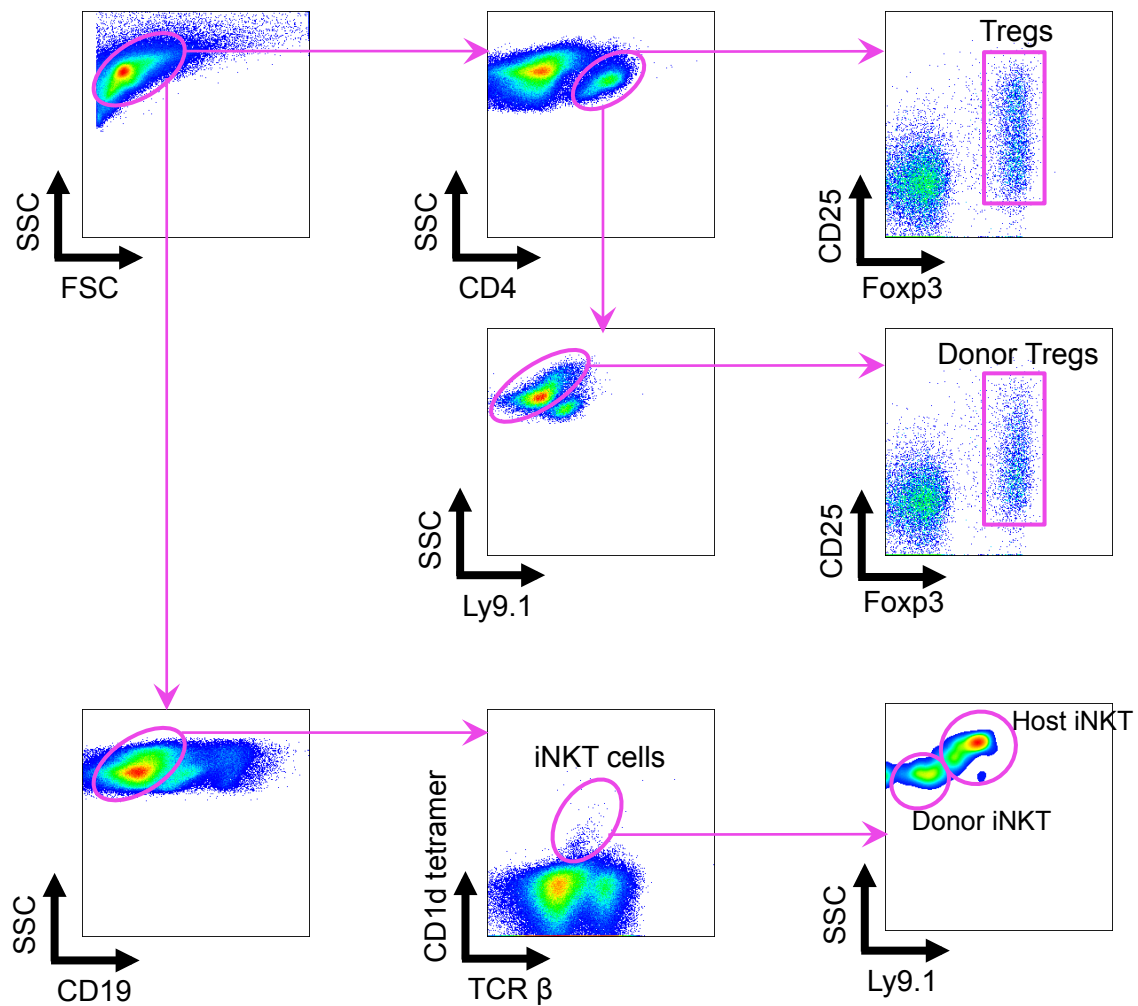 SSC
FSC
SSC
CD4
Tregs
CD25
Foxp3
SSC
Ly9.1
Donor Tregs
CD25
Foxp3
SSC
CD19
iNKT cells
CD1d tetramer
TCR β
Host iNKT
Donor iNKT
SSC
Ly9.1